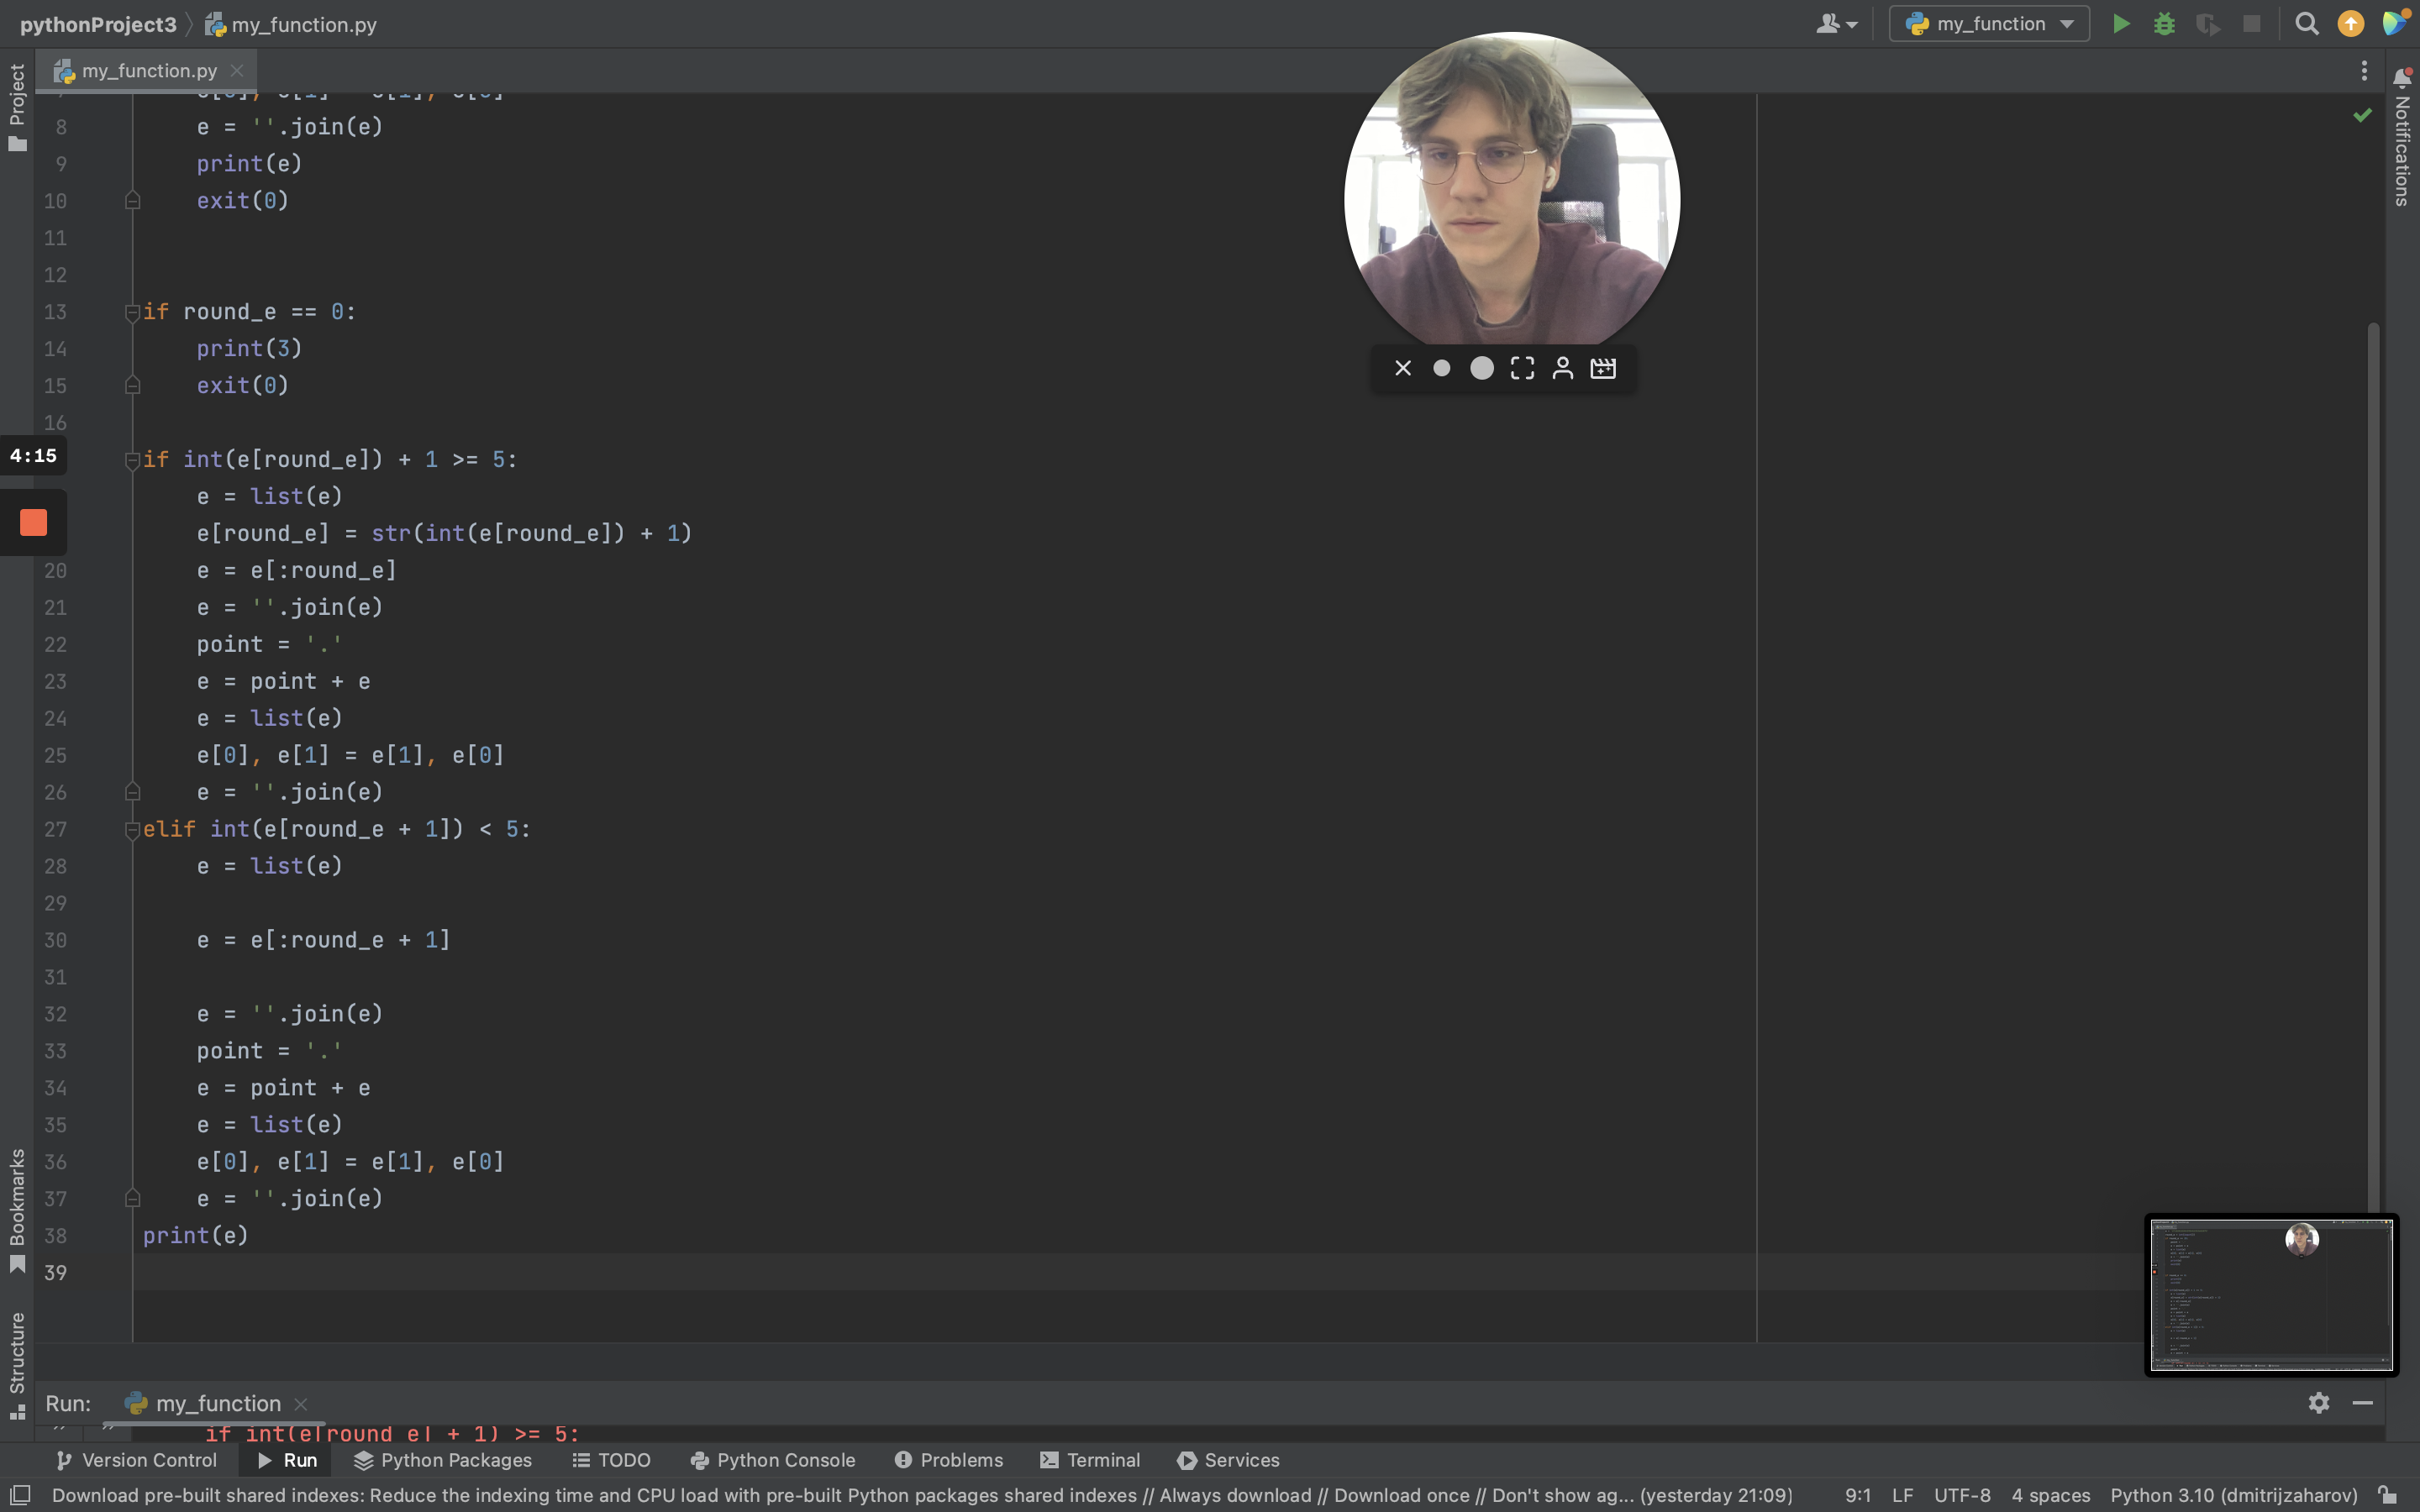 pythonProject3 my_function.py
my_function
my_function.py
Project
Notifications
8 e = ''.join(e)
9 print(e)
10 exit(0)
11
12
13 if round_e == 0:
14 print(3)
15 exit(0)
16
4:15
if int(e[round_e]) + 1 >= 5:
e = list(e)
e[round_e] = str(int(e[round_e]) + 1)
20 e = e[:round_e]
21 e = ''.join(e)
22 point = '.'
23 e = point + e
24 e = list(e)
25 e[0], e[1] = e[1], e[0]
26 e = ''.join(e)
27 elif int(e[round_e + 1]) < 5:
28 e = list(e)
29
30 e = e[:round_e + 1]
31
32 e = ''.join(e)
33 point = '.'
34 e = point + e
35 e = list(e)
36 e[0], e[1] = e[1], e[0]
37 e = ''.join(e)
38 print(e)
39
Bookmarks
Structure
Run: my_function
if int(e[round_e] + 1) >= 5:
Version Control Run Python Packages TODO Python Console Problems Terminal Services
Download pre-built shared indexes: Reduce the indexing time and CPU load with pre-built Python packages shared indexes // Always download // Download once // Don't show ag... (yesterday 21:09) 9:1 LF UTF-8 4 spaces Python 3.10 (dmitrijzaharov)